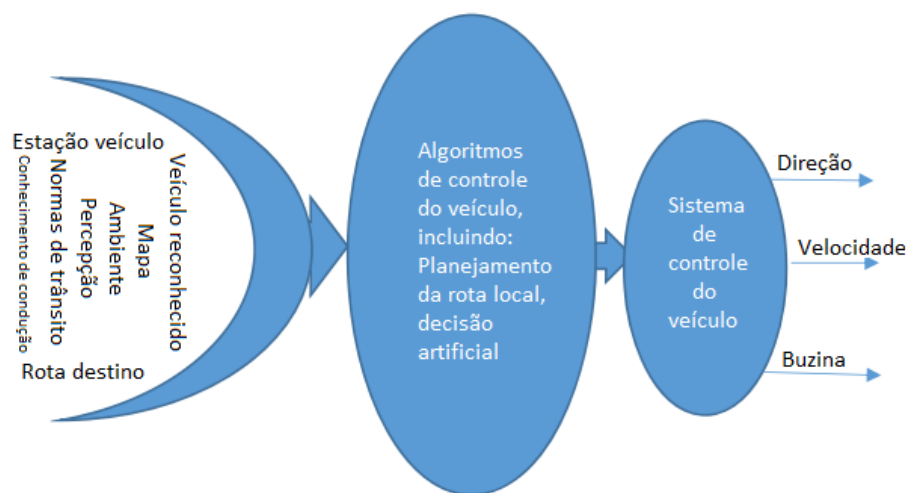 Estação veículo
Conhecimento de condução
Normas de trânsito
Percepção
Ambiente
Mapa
Veículo reconhecido
Rota destino
Algoritmos
de controle
do veículo,
incluindo:
Planejamento
da rota local,
decisão
artificial
Sistema
de
controle
do
veículo
Direção
Velocidade
Buzina